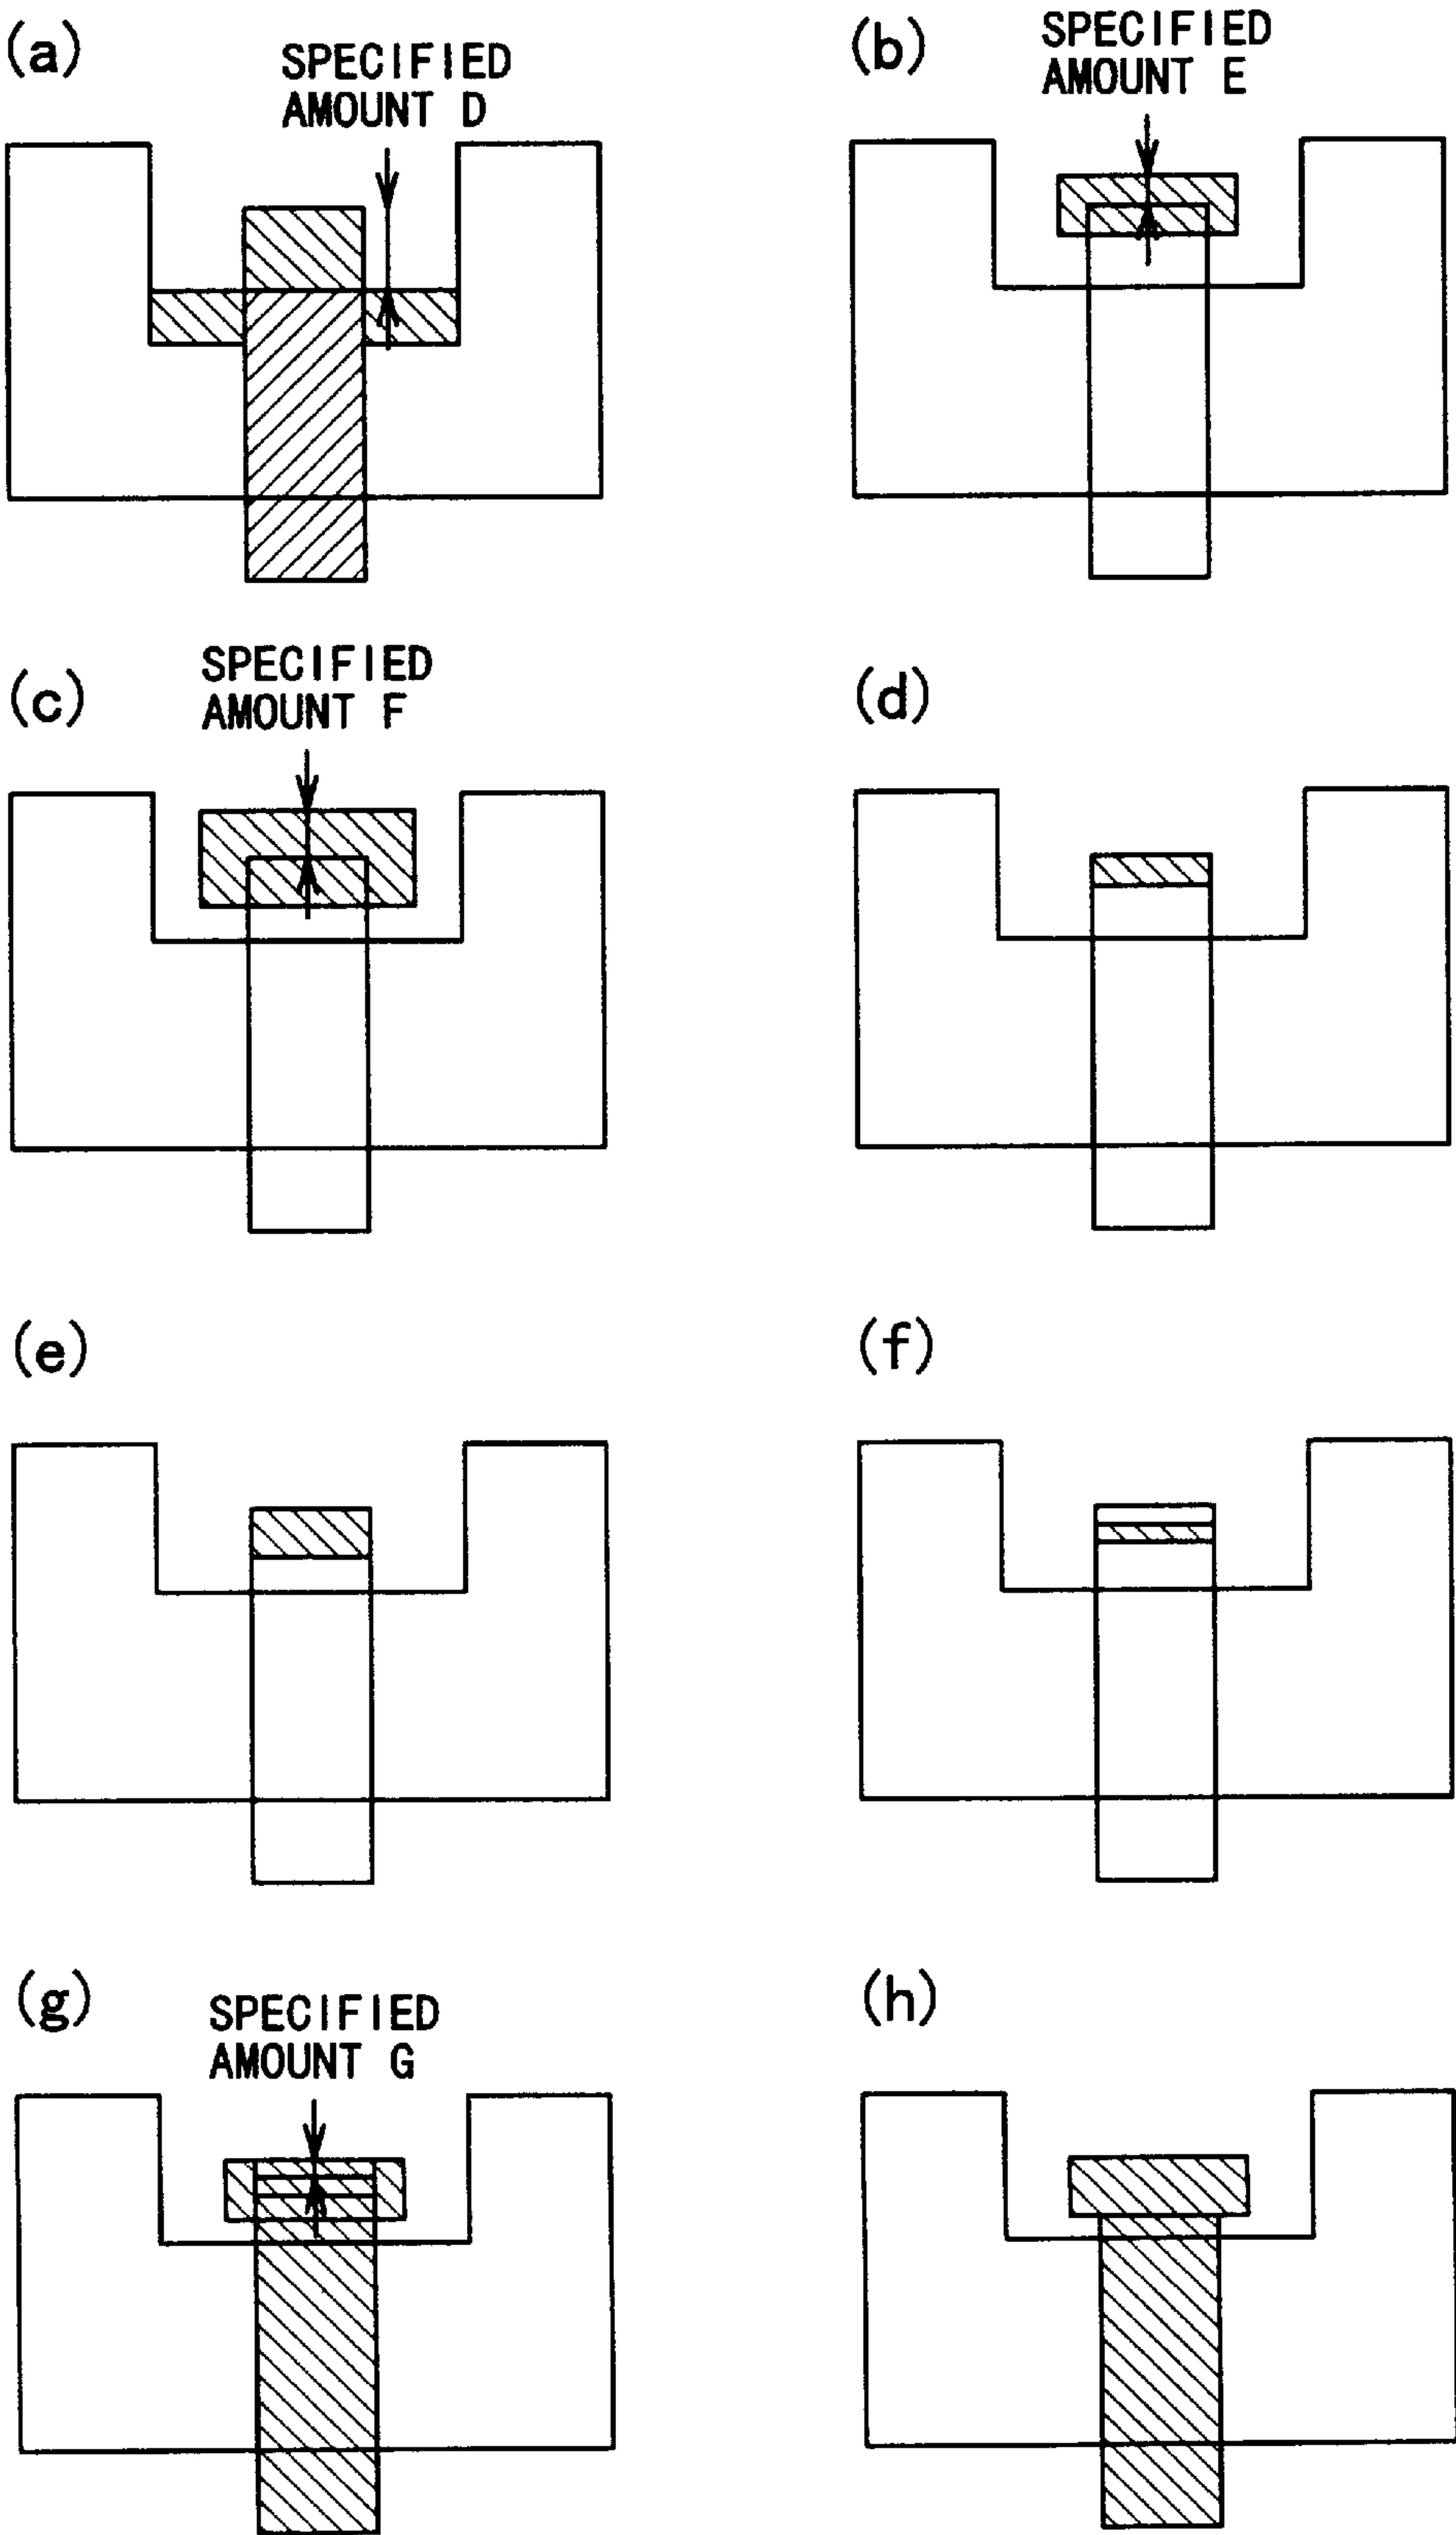 (a)
SPECIFIED
AMOUNT D
(b)
SPECIFIED
AMOUNT E
(c)
SPECIFIED
AMOUNT F
(d)
(e)
(f)
(g)
SPECIFIED
AMOUNT G
(h)